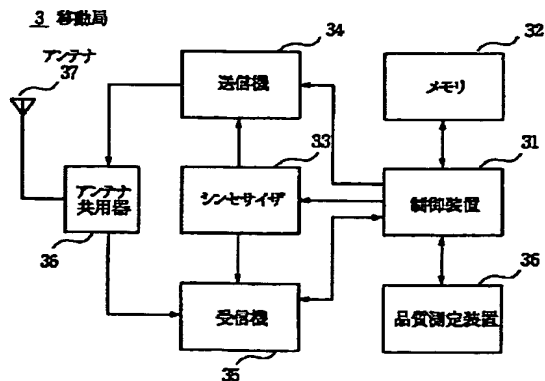 3 移動局
アンテナ
37
34
送信機
32
メモリ
33
シンセサイザ
31
制御装置
アンテナ
共用器
36
受信機
35
36
品質測定装置